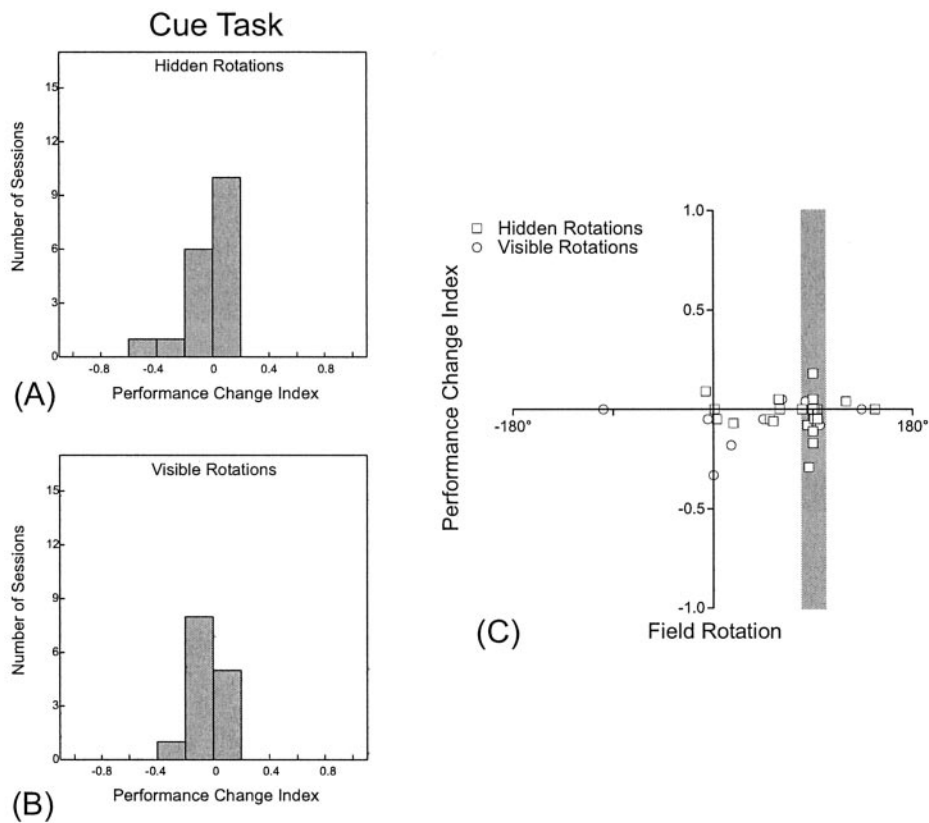 Cue Task
Hidden Rotations
15
12
9
6
3
0
Number of Sessions
-0.8
-0.4
0
0.4
0.8
Performance Change Index
(A)
Visible Rotations
15
12
9
6
3
0
Number of Sessions
-0.8
-0.4
0
0.4
0.8
Performance Change Index
(B)
Hidden Rotations
Visible Rotations
Performance Change Index
1.0
0.5
-0.5
-1.0
-180°
180°
Field Rotation
(C)